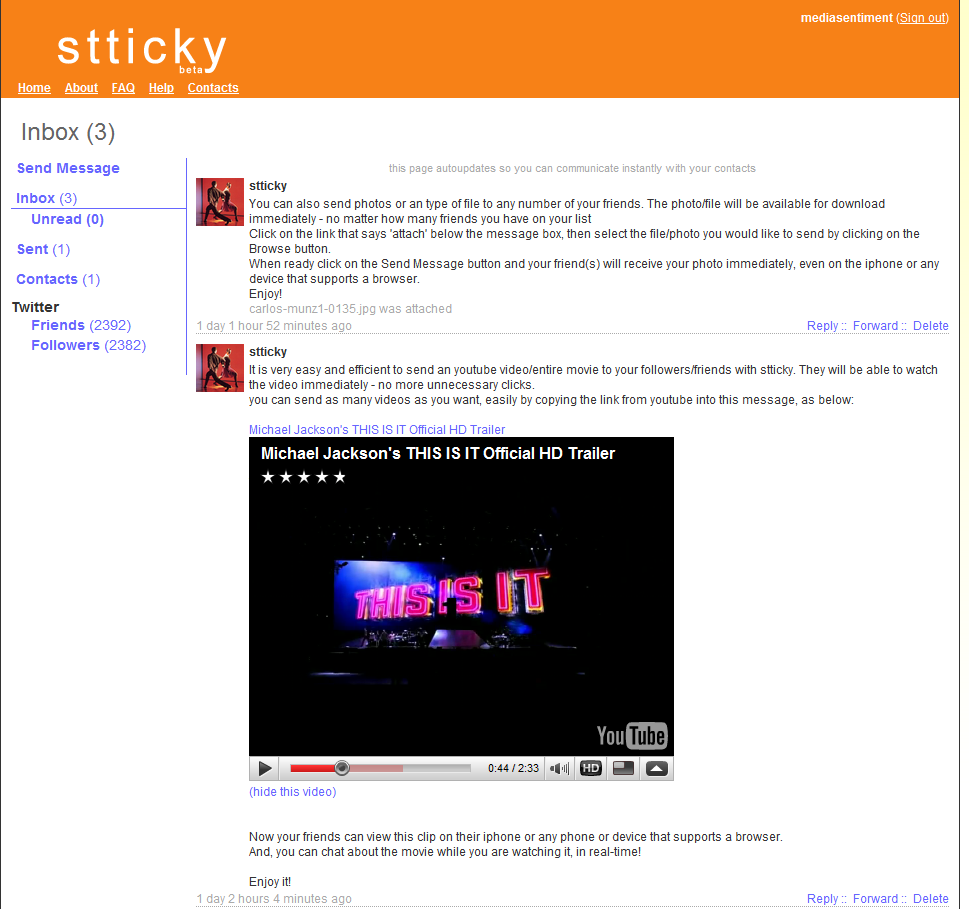 mediasentiment (Sign out)
sttticky
beta
Home About FAQ Help Contacts
Inbox (3)
Send Message
Inbox (3)
Unread (0)
Sent (1)
Contacts (1)
Twitter
Friends (2392)
Followers (2382)
this page autoupdates so you can communicate instantly with your contacts
stticky
You can also send photos or an type of file to any number of your friends. The photo/file will be available for download
immediately - no matter how many friends you have on your list
Click on the link that says 'attach' below the message box, then select the file/photo you would like to send by clicking on the
Browse button.
When ready click on the Send Message button and your friend(s) will receive your photo immediately, even on the iphone or any
device that supports a browser.
Enjoy!
carlos-munz1-0135.jpg was attached
1 day 1 hour 52 minutes ago
Reply :: Forward :: Delete
stticky
It is very easy and efficient to send an youtube video/entire movie to your followers/friends with stticky. They will be able to watch
the video immediately - no more unnecessary clicks.
you can send as many videos as you want, easily by copying the link from youtube into this message, as below:
Michael Jackson's THIS IS IT Official HD Trailer
Michael Jackson's THIS IS IT Official HD Trailer
THIS IS IT
YouTube
0:44 / 2:33
HD
(hide this video)
Now your friends can view this clip on their iphone or any phone or device that supports a browser.
And, you can chat about the movie while you are watching it, in real-time!
Enjoy it!
1 day 2 hours 4 minutes ago
Reply :: Forward :: Delete